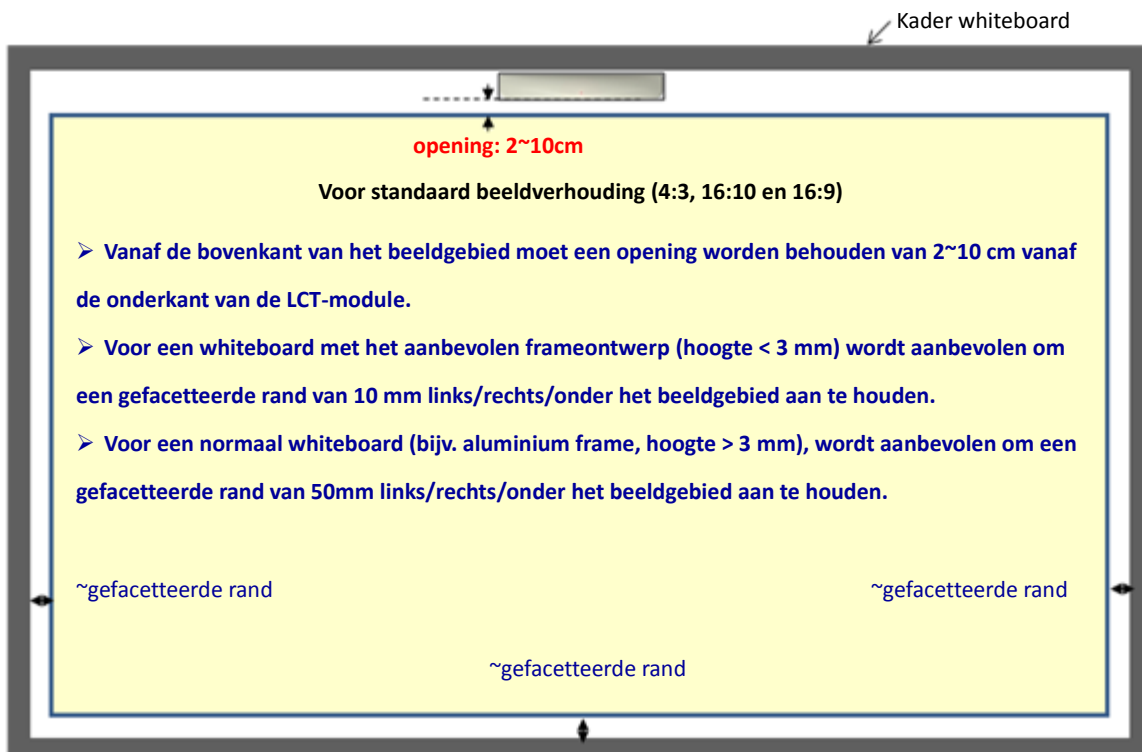 Kader whiteboard
opening: 2~10cm
Voor standaard beeldverhouding (4:3, 16:10 en 16:9)
➢ Vanaf de bovenkant van het beeldgebied moet een opening worden behouden van 2~10 cm vanaf
de onderkant van de LCT-module.
➢ Voor een whiteboard met het aanbevolen frameontwerp (hoogte < 3 mm) wordt aanbevolen om
een gefacetteerde rand van 10 mm links/rechts/onder het beeldgebied aan te houden.
➢ Voor een normaal whiteboard (bijv. aluminium frame, hoogte > 3 mm), wordt aanbevolen om een
gefacetteerde rand van 50mm links/rechts/onder het beeldgebied aan te houden.
~gefacetteerde rand
~gefacetteerde rand
~gefacetteerde rand